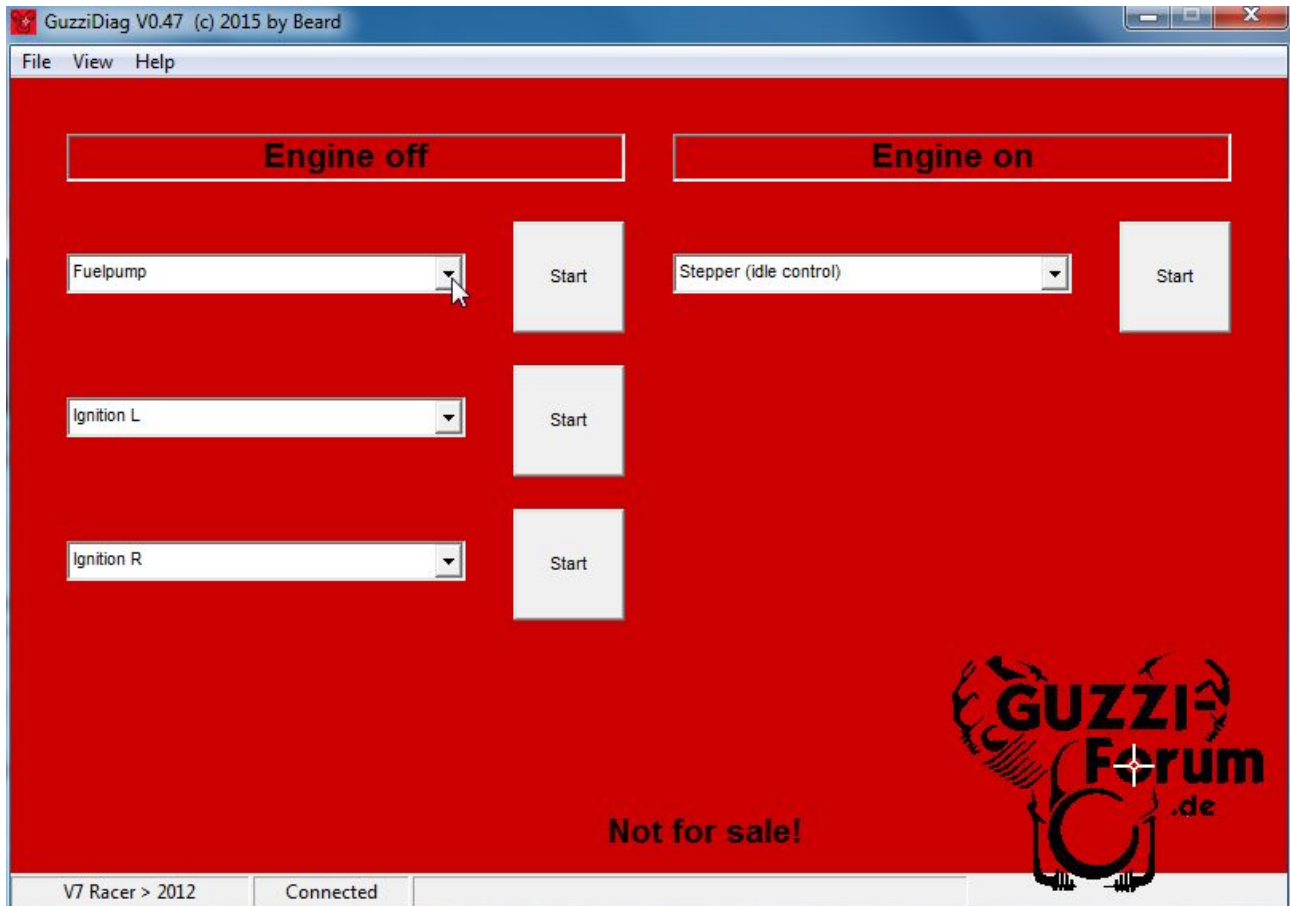 GuzziDiag V0.47 (c) 2015 by Beard
File View Help
Engine off
Engine on
Fuelpump
Start
Stepper (idle control)
Start
Ignition L
Start
Ignition R
Start
GUZZI-
Forum
.de
Not for sale!
V7 Racer > 2012
Connected